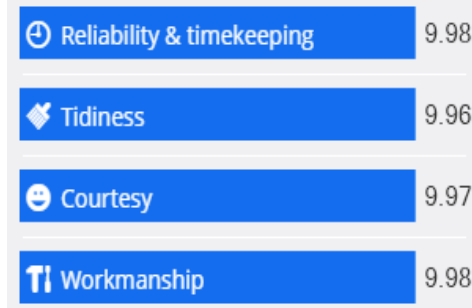 Reliability & timekeeping 9.98
Tidiness 9.96
Courtesy 9.97
Workmanship 9.98